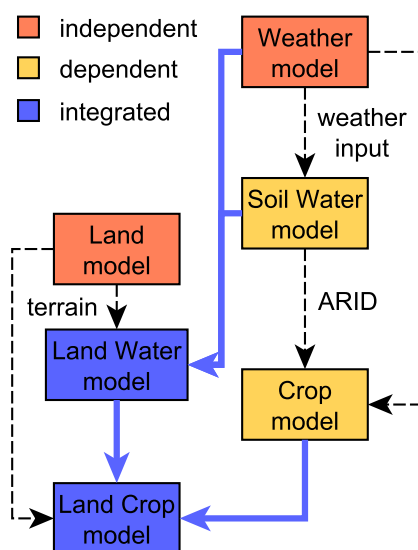 independent
dependent
integrated
Weather
model
weather
input
Soil Water
model
Land
model
terrain
ARID
Land Water
model
Crop
model
Land Crop
model